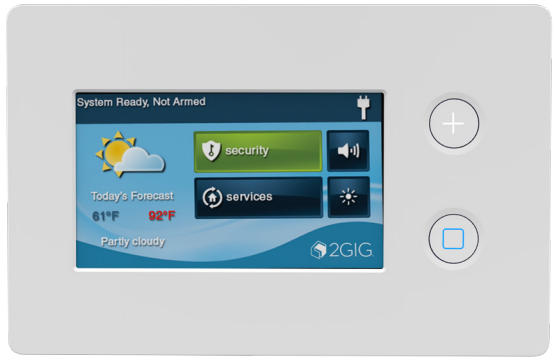 System Ready, Not Armed
security
Today's Forecast
services
61°F 92°F
Partly cloudy
2GIG